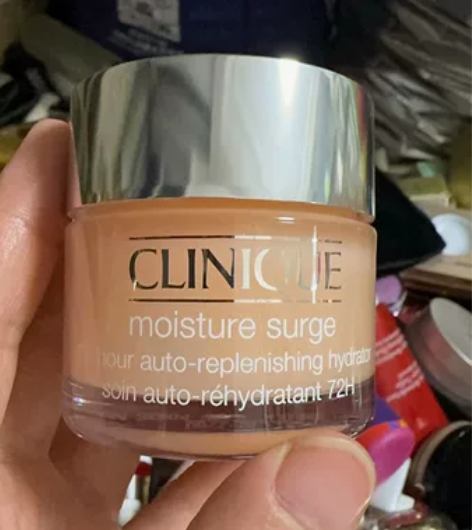 CLINIQUE
moisture surge
hour auto-replenishing hydrator
soin auto-réhydratant 72H